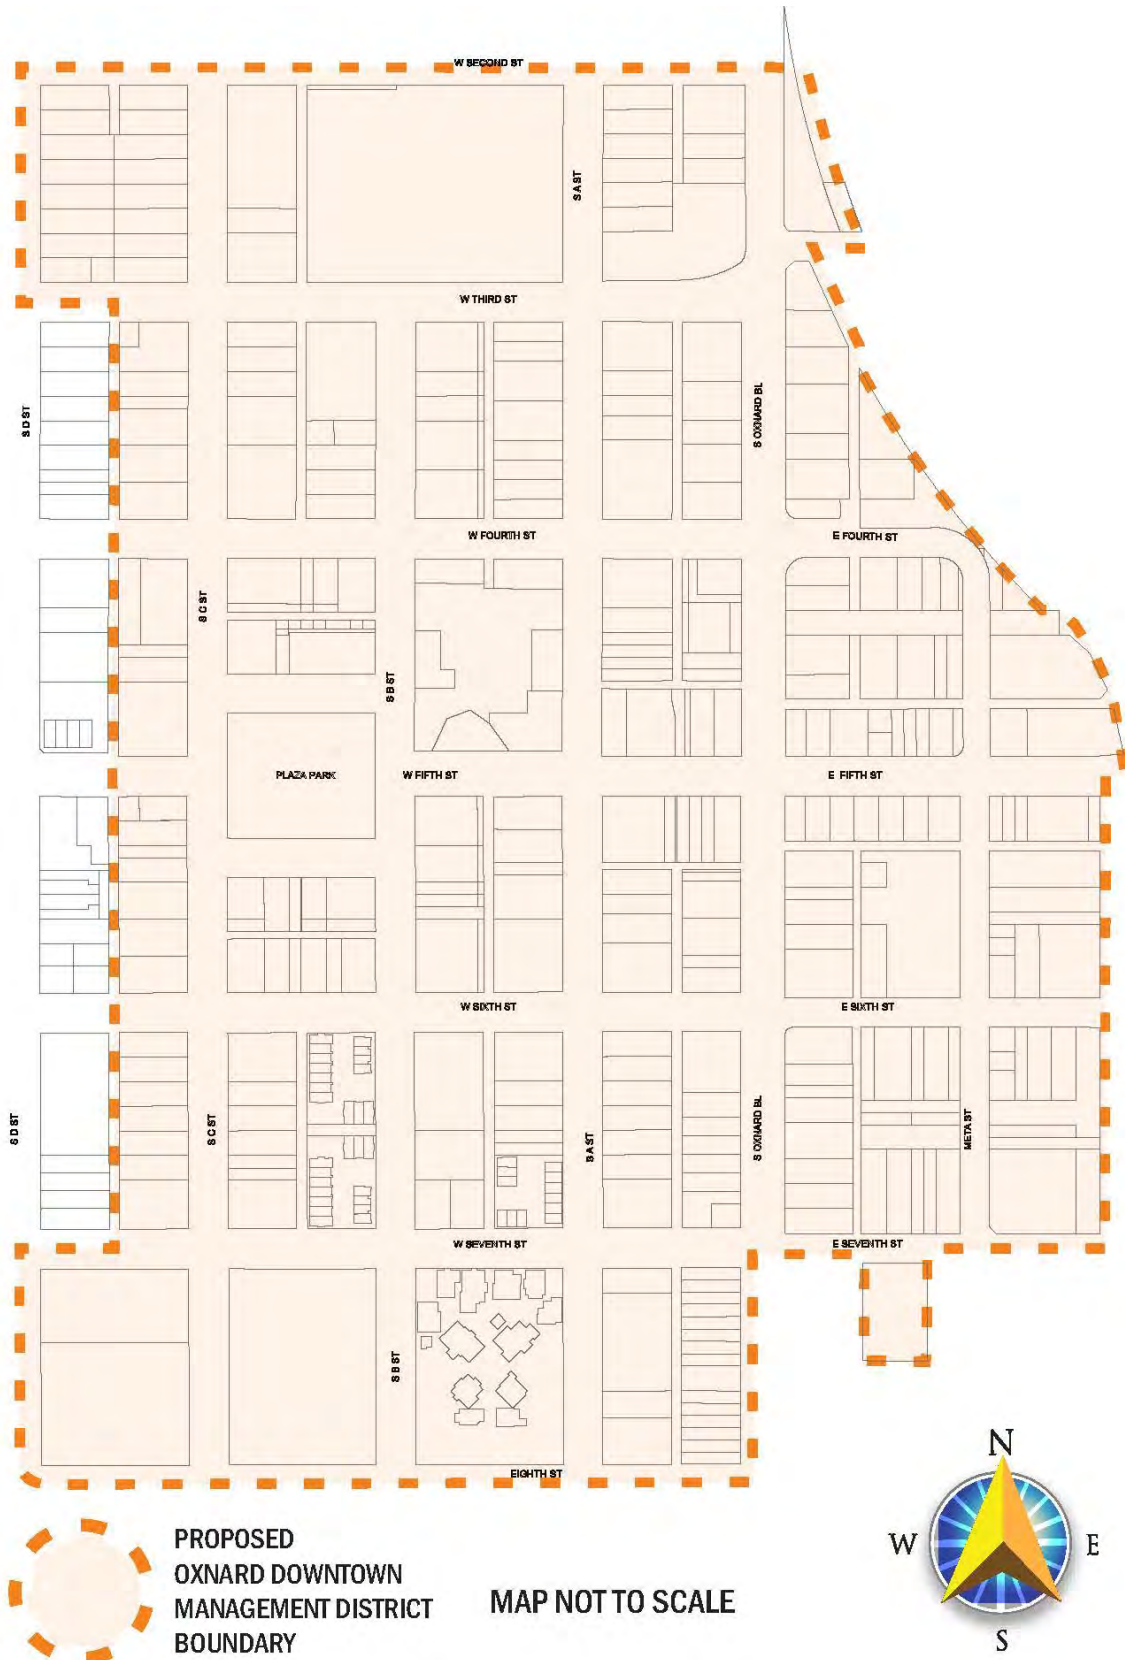 W SECOND ST
S A ST
W THIRD ST
S D ST
S OXNARD BL
W FOURTH ST
E FOURTH ST
S C ST
S B ST
PLAZA PARK
W FIFTH ST
E FIFTH ST
W SIXTH ST
E SIXTH ST
S D ST
S C ST
S A ST
S OXNARD BL
META ST
W SEVENTH ST
E SEVENTH ST
S B ST
EIGHTH ST
N
W
E
S
PROPOSED
OXNARD DOWNTOWN
MANAGEMENT DISTRICT
BOUNDARY
MAP NOT TO SCALE